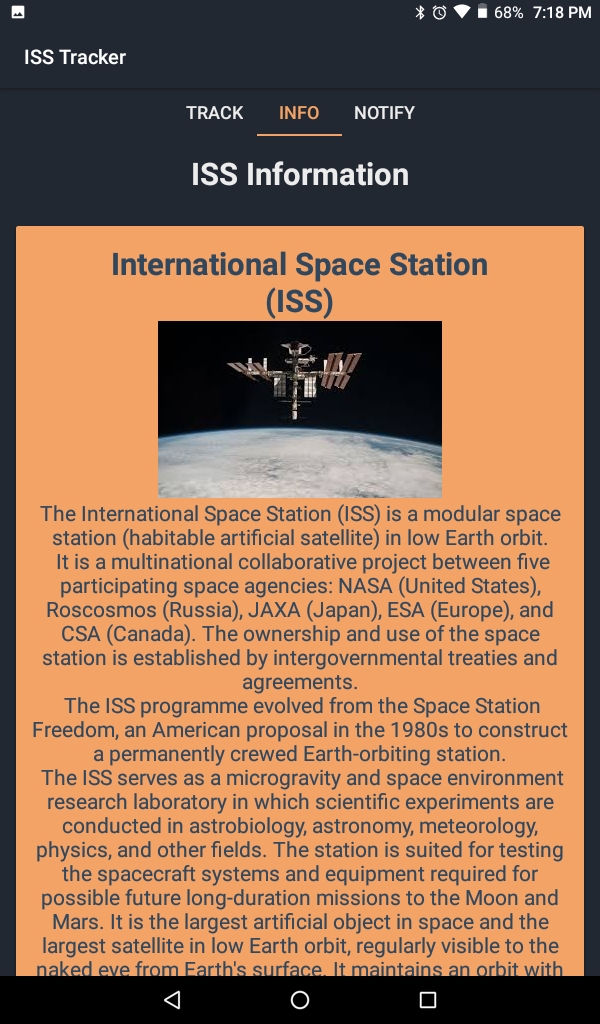 68% 7:18 PM
ISS Tracker
TRACK INFO NOTIFY
ISS Information
International Space Station
(ISS)
The International Space Station (ISS) is a modular space
station (habitable artificial satellite) in low Earth orbit.
It is a multinational collaborative project between five
participating space agencies: NASA (United States),
Roscosmos (Russia), JAXA (Japan), ESA (Europe), and
CSA (Canada). The ownership and use of the space
station is established by intergovernmental treaties and
agreements.
The ISS programme evolved from the Space Station
Freedom, an American proposal in the 1980s to construct
a permanently crewed Earth-orbiting station.
The ISS serves as a microgravity and space environment
research laboratory in which scientific experiments are
conducted in astrobiology, astronomy, meteorology,
physics, and other fields. The station is suited for testing
the spacecraft systems and equipment required for
possible future long-duration missions to the Moon and
Mars. It is the largest artificial object in space and the
largest satellite in low Earth orbit, regularly visible to the
naked eye from Earth's surface. It maintains an orbit with